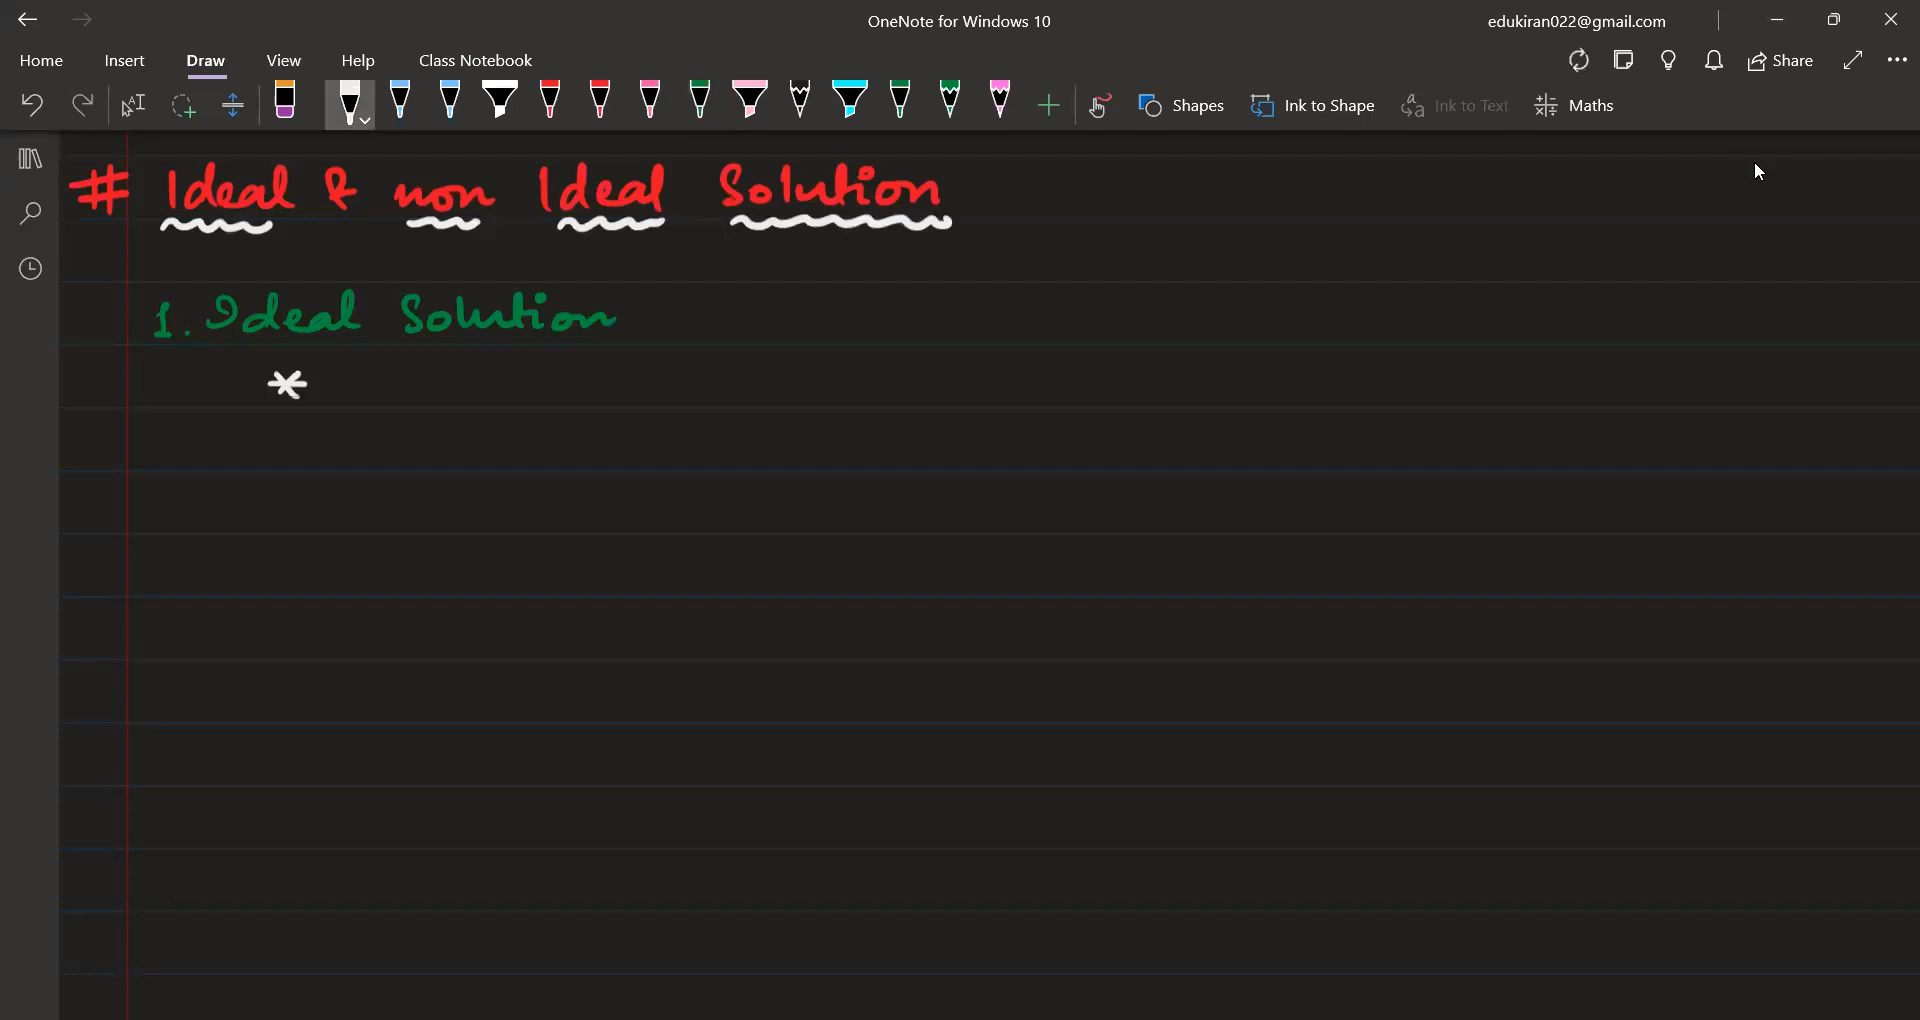 OneNote for Windows 10 edukiran022@gmail.com
Home Insert Draw View Help Class Notebook Share
Shapes Ink to Shape Ink to Text Maths
# Ideal & non Ideal Solution
1. Ideal Solution
*